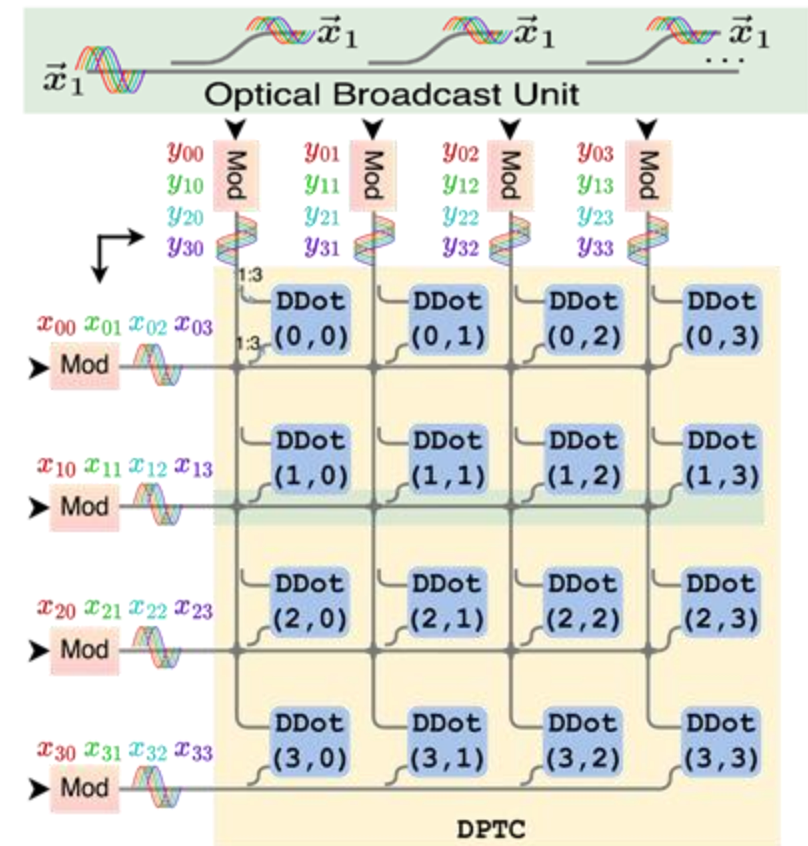 x⃗₁ x⃗₁ x⃗₁ x⃗₁ ...
Optical Broadcast Unit
y₀₀ Mod y₀₁ Mod y₀₂ Mod y₀₃ Mod
y₁₀ y₁₁ y₁₂ y₁₃
y₂₀ y₂₁ y₂₂ y₂₃
y₃₀ y₃₁ y₃₂ y₃₃
1:3
DDot DDot DDot DDot
(0,0) (0,1) (0,2) (0,3)
x₀₀ x₀₁ x₀₂ x₀₃
1:3
Mod
DDot DDot DDot DDot
(1,0) (1,1) (1,2) (1,3)
x₁₀ x₁₁ x₁₂ x₁₃
Mod
DDot DDot DDot DDot
(2,0) (2,1) (2,2) (2,3)
x₂₀ x₂₁ x₂₂ x₂₃
Mod
DDot DDot DDot DDot
(3,0) (3,1) (3,2) (3,3)
x₃₀ x₃₁ x₃₂ x₃₃
Mod
DPTC